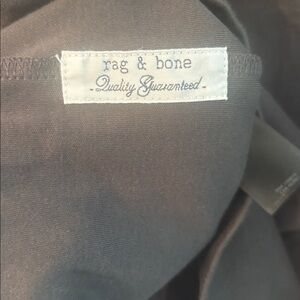 rag & bone
- Quality Guaranteed -